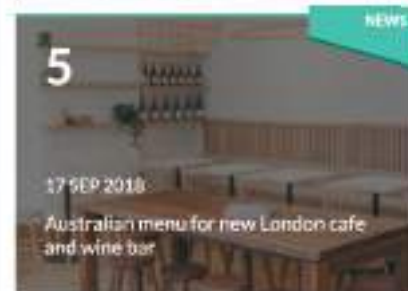 NEWS
5
17 SEP 2018
Australian menu for new London cafe
and wine bar